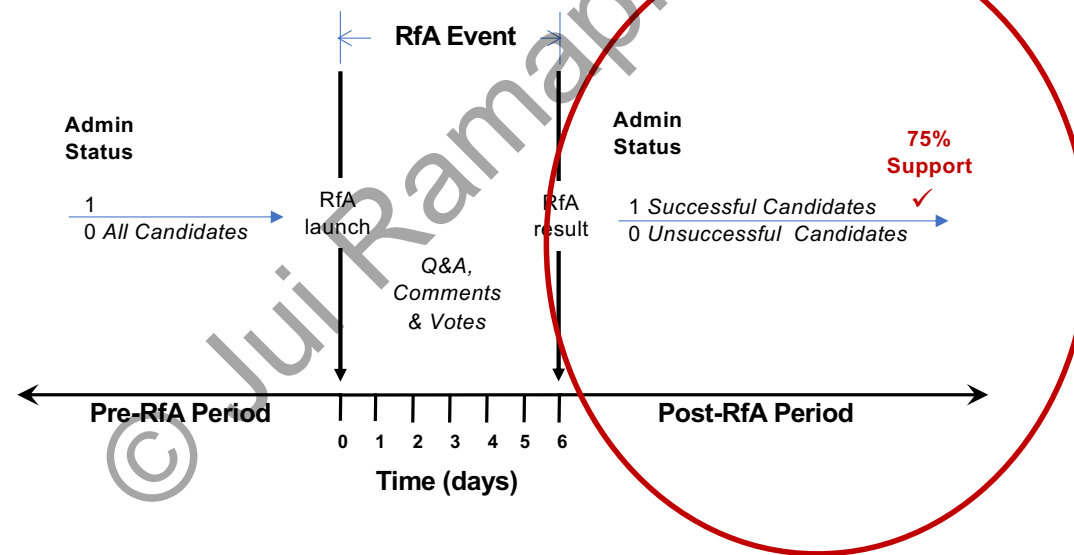 RfA Event
Admin
Status
1
0 All Candidates
RfA
launch
Q&A,
Comments
& Votes
RfA
result
Admin
Status
1 Successful Candidates
0 Unsuccessful Candidates
75%
Support
✓
Pre-RfA Period
Post-RfA Period
0 1 2 3 4 5 6
Time (days)
© Jui